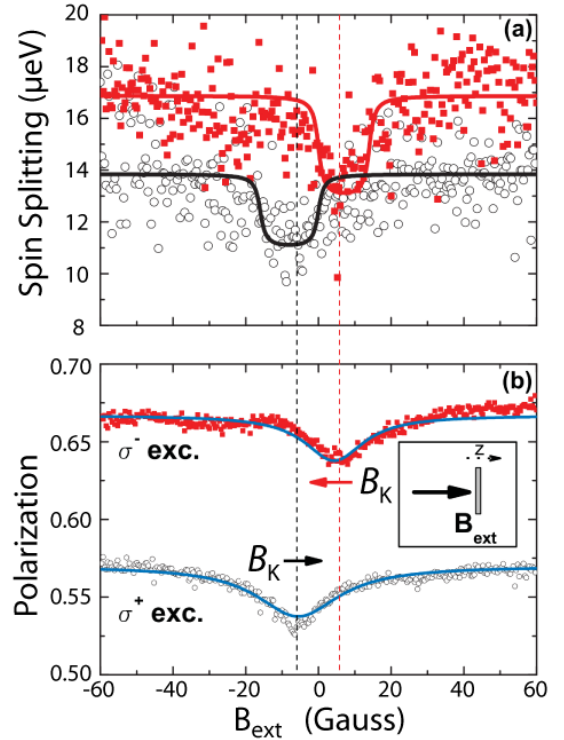 20
18
16
14
12
10
8
Spin Splitting (μeV)
(a)
0.70
0.65
0.60
0.55
0.50
Polarization
(b)
σ⁻ exc.
B_K
z
B_ext
B_K
σ⁺ exc.
-60 -40 -20 0 20 40 60
B_ext (Gauss)